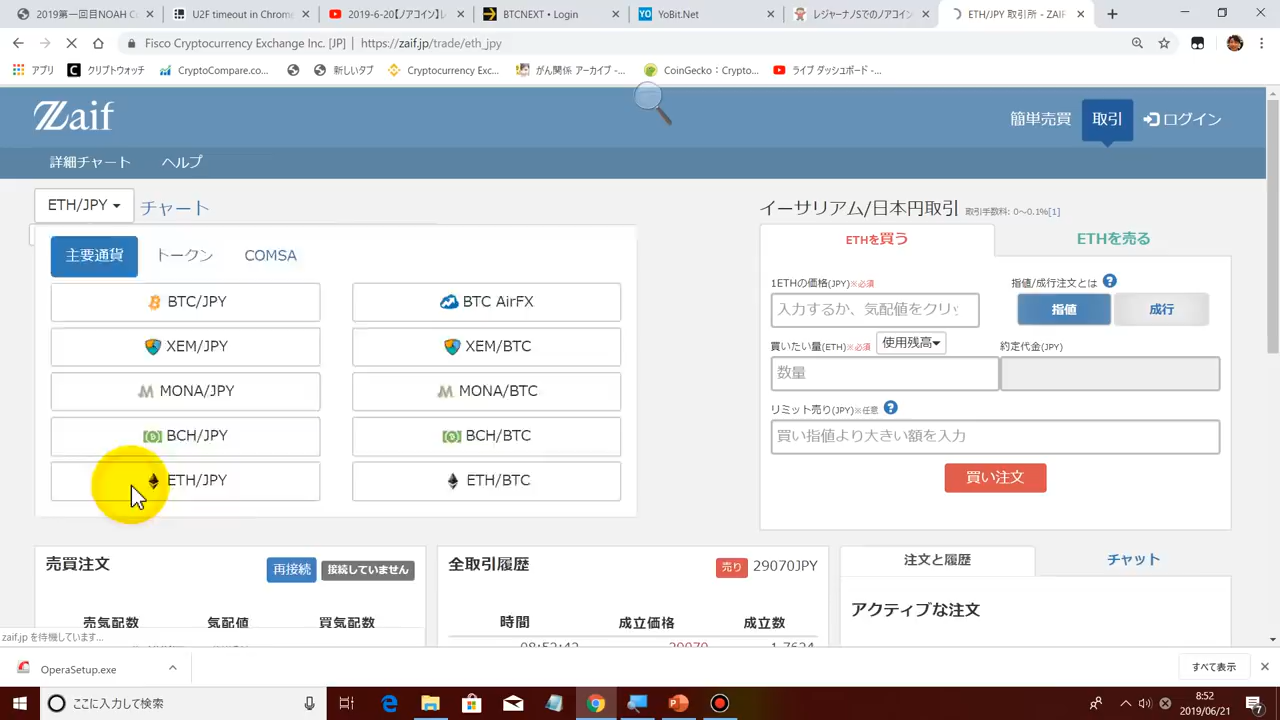 2019第一回目NOAH C
U2F timeout in Chrome
2019-6-20【ノアコイン】レ
BTCNEXT • Login
YoBit.Net
レジャーナノSでのノアコイン
ETH/JPY 取引所 - ZAIF
Fisco Cryptocurrency Exchange Inc. [JP] | https://zaif.jp/trade/eth_jpy
アプリ
クリプトウォッチ
CryptoCompare.co...
新しいタブ
Cryptocurrency Exc...
がん関係 アーカイブ -...
CoinGecko：Crypto...
ライブ ダッシュボード -...
Zaif
簡単売買
取引
ログイン
詳細チャート
ヘルプ
ETH/JPY
チャート
主要通貨
トークン
COMSA
BTC/JPY
BTC AirFX
XEM/JPY
XEM/BTC
MONA/JPY
MONA/BTC
BCH/JPY
BCH/BTC
ETH/JPY
ETH/BTC
イーサリアム/日本円取引 取引手数料: 0〜0.1%[1]
ETHを買う
ETHを売る
1ETHの価格(JPY)※必須
指値/成行注文とは ?
入力するか、気配値をクリッ
指値
成行
買いたい量(ETH)※必須
使用残高
約定代金(JPY)
数量
リミット売り(JPY)※任意 ?
買い指値より大きい額を入力
買い注文
売買注文
再接続
接続していません
売気配数
気配値
買気配数
全取引履歴
売り
29070JPY
時間
成立価格
成立数
08:52:42
29070
1.7624
注文と履歴
チャット
アクティブな注文
zaif.jp を待機しています...
OperaSetup.exe
すべて表示
ここに入力して検索
8:52
2019/06/21
7